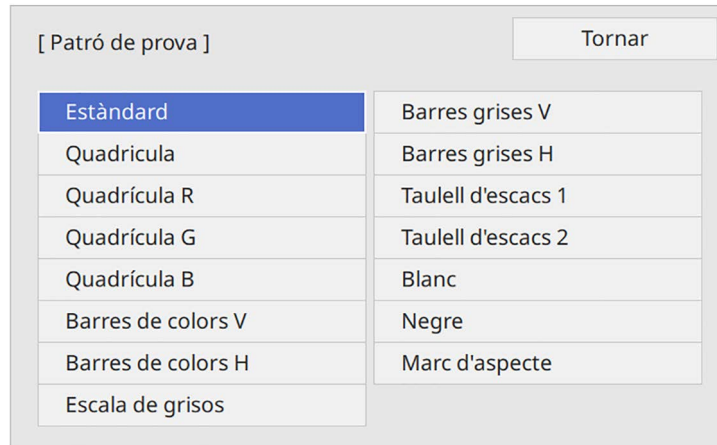 [ Patró de prova ]
Tornar
Estàndard
Quadricula
Quadrícula R
Quadrícula G
Quadrícula B
Barres de colors V
Barres de colors H
Escala de grisos
Barres grises V
Barres grises H
Taulell d'escacs 1
Taulell d'escacs 2
Blanc
Negre
Marc d'aspecte